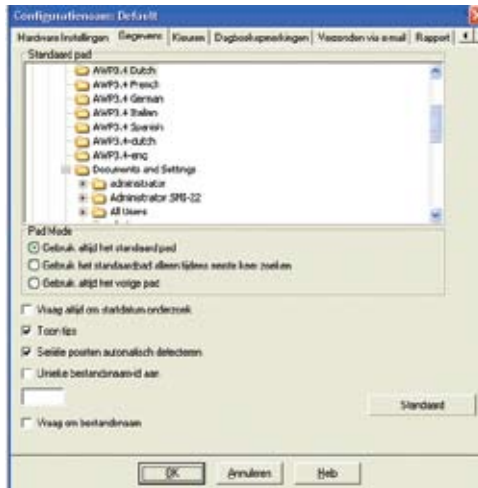 Configuratienaam: Default
Hardware Instellingen Gegevens Kleuren Dagboekopmerkingen Verzenden via e-mail Rapport
Standaard pad
AWP3.4 Dutch
AWP3.4 French
AWP3.4 German
AWP3.4 Italian
AWP3.4 Spanish
AWP3.4-dutch
AWP3.4-eng
Documents and Settings
administrator
Administrator SMI-22
All Users
Pad Mode
Gebruik altijd het standaard pad
Gebruik het standaardpad alleen tijdens eerste keer zoeken
Gebruik altijd het vorige pad
Vraag altijd om startdatum onderzoek
Toon tips
Seriële poorten automatisch detecteren
Unieke bestandsnaam-id aan
Standaard
Vraag om bestandsnaam
OK Annuleren Help